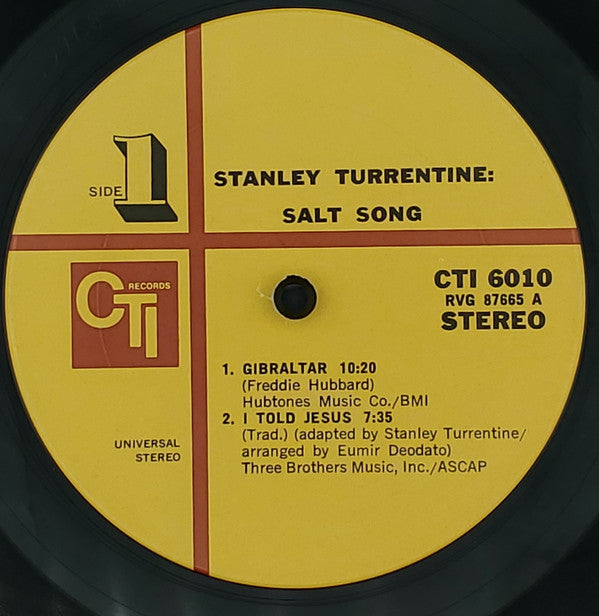 SIDE 1
STANLEY TURRENTINE:
SALT SONG
CTI RECORDS
CTI 6010
RVG 87665 A
STEREO
1. GIBRALTAR 10:20
(Freddie Hubbard)
Hubtones Music Co./BMI
2. I TOLD JESUS 7:35
(Trad.) (adapted by Stanley Turrentine/
arranged by Eumir Deodato)
Three Brothers Music, Inc./ASCAP
UNIVERSAL
STEREO